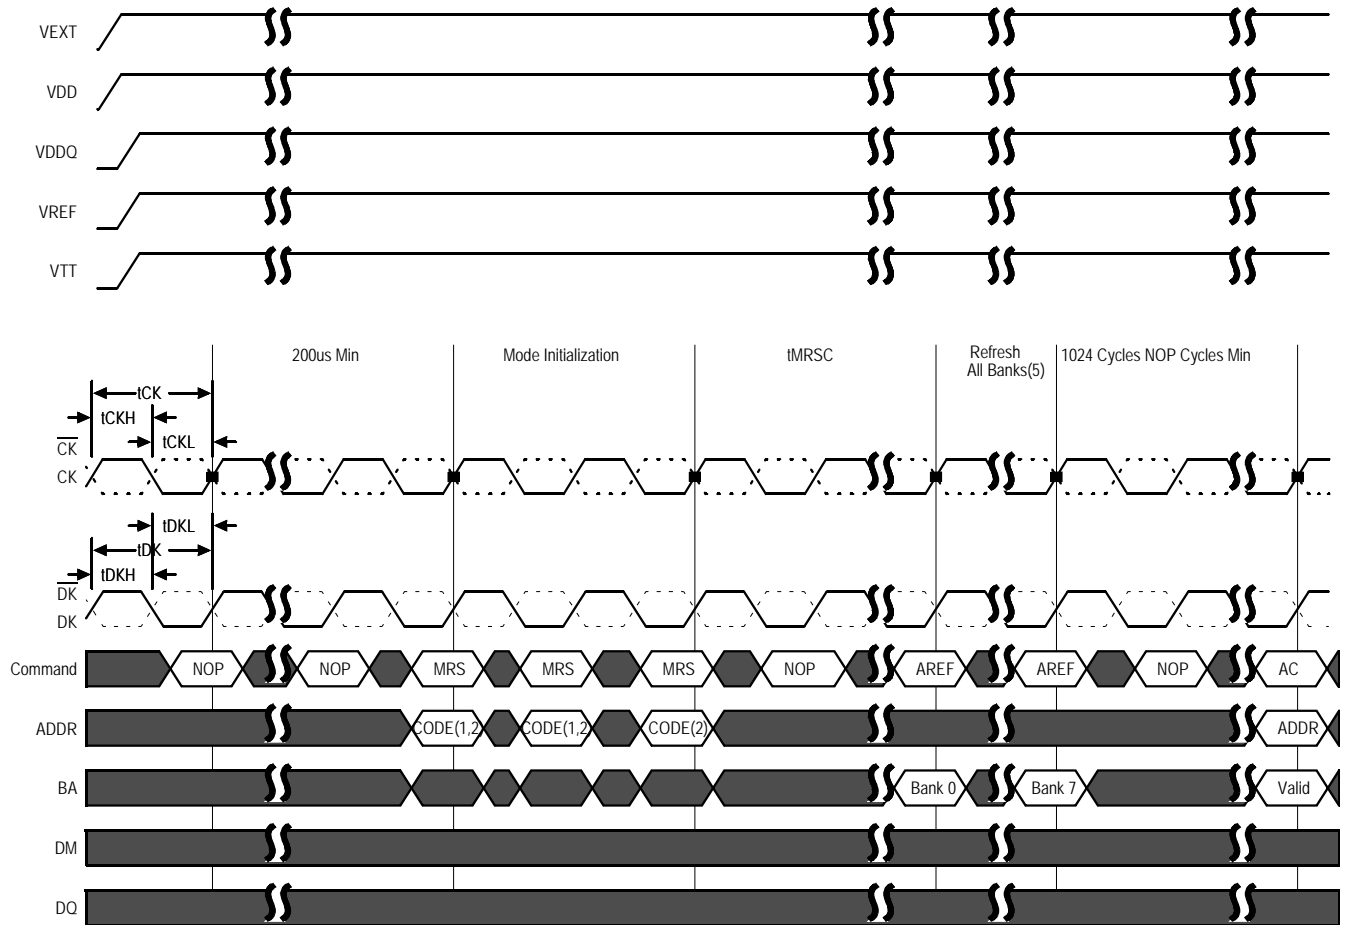 VEXT
VDD
VDDQ
VREF
VTT
200us Min
Mode Initialization
tMRSC
Refresh
All Banks(5)
1024 Cycles NOP Cycles Min
tCK
tCKH
tCKL
CK
CK
tDKL
tDK
tDKH
DK
DK
Command NOP NOP MRS MRS MRS NOP AREF AREF NOP AC
ADDR CODE(1,2 CODE(1,2 CODE(2) ADDR
BA Bank 0 Bank 7 Valid
DM
DQ